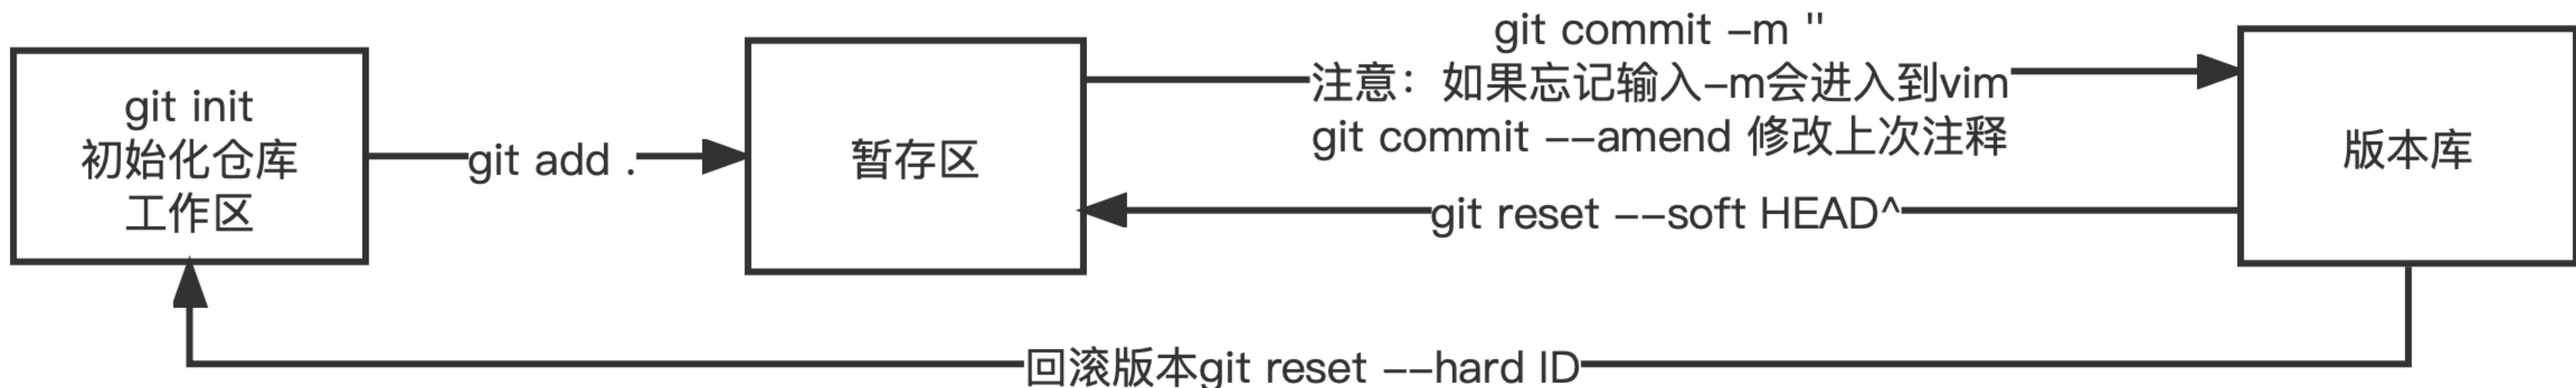 git init
初始化仓库
工作区
git add .
暂存区
git commit -m ''
注意：如果忘记输入-m会进入到vim
git commit --amend 修改上次注释
git reset --soft HEAD^
版本库
回滚版本git reset --hard ID